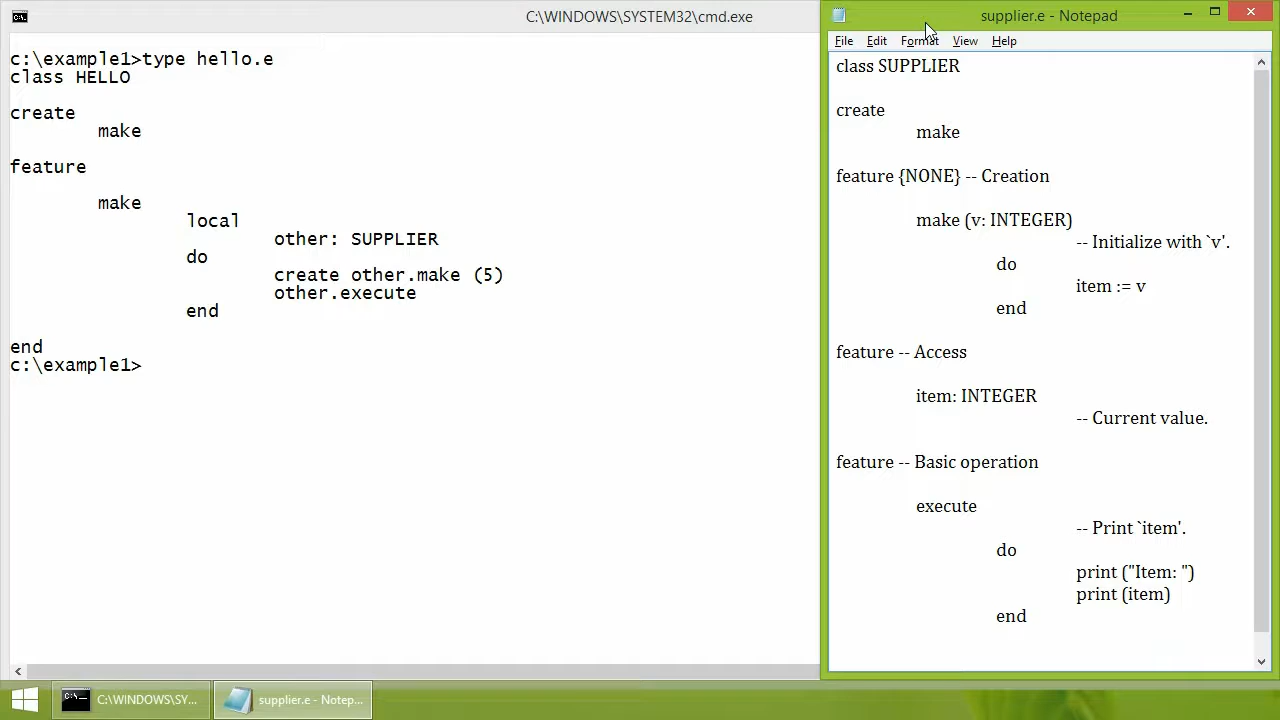 C:\WINDOWS\SYSTEM32\cmd.exe
c:\example1>type hello.e
class HELLO
create
make
feature
make
local
other: SUPPLIER
do
create other.make (5)
other.execute
end
end
c:\example1>
supplier.e - Notepad
File Edit Format View Help
class SUPPLIER
create
make
feature {NONE} -- Creation
make (v: INTEGER)
-- Initialize with `v'.
do
item := v
end
feature -- Access
item: INTEGER
-- Current value.
feature -- Basic operation
execute
-- Print `item'.
do
print ("Item: ")
print (item)
end
C:\WINDOWS\SY...
supplier.e - Notep...